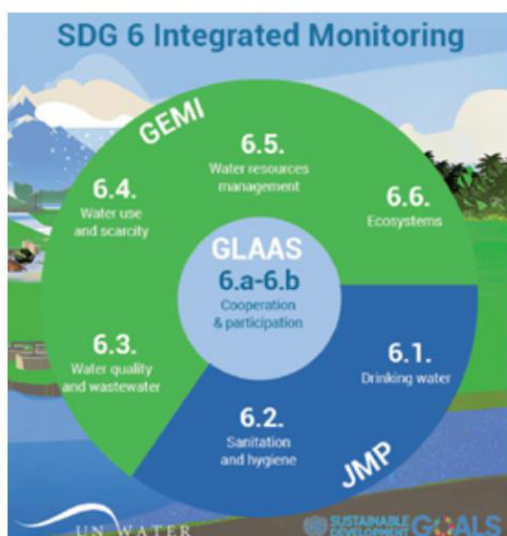 SDG 6 Integrated Monitoring
GEMI
6.5.
Water resources
management
6.4.
Water use
and scarcity
6.6.
Ecosystems
GLAAS
6.a-6.b
Cooperation
& participation
6.3.
Water quality
and wastewater
6.1.
Drinking water
6.2.
Sanitation
and hygiene
JMP
UN WATER
SUSTAINABLE
DEVELOPMENT
GOALS